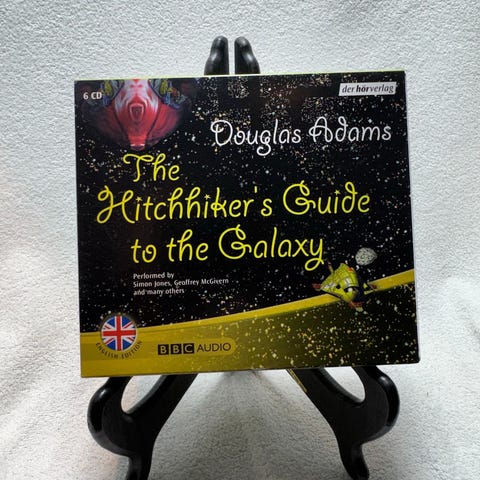 6 CD
der hörverlag
Douglas Adams
The
Hitchhiker's Guide
to the Galaxy
Performed by
Simon Jones, Geoffrey McGivern
and many others
ENGLISH EDITION
BBC AUDIO